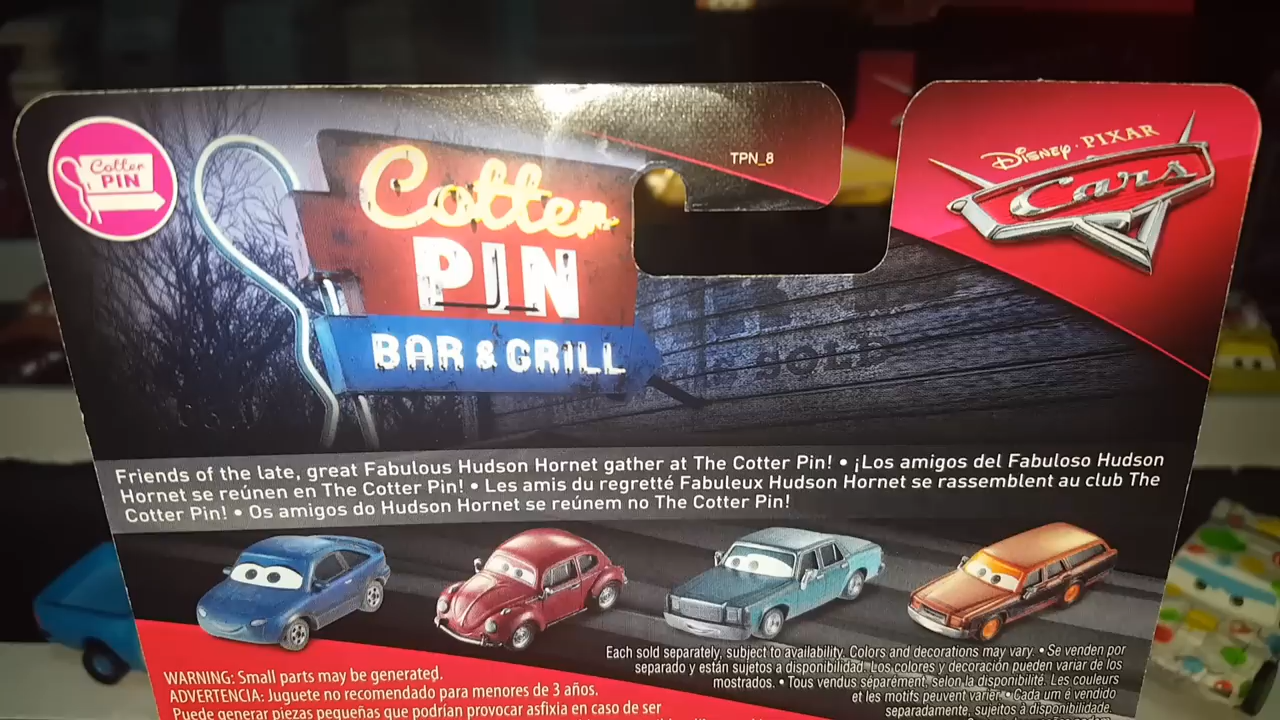 Cotter
PIN
Cotter
PIN
BAR & GRILL
TPN_8
DISNEY·PIXAR
Cars
Friends of the late, great Fabulous Hudson Hornet gather at The Cotter Pin! • ¡Los amigos del Fabuloso Hudson
Hornet se reúnen en The Cotter Pin! • Les amis du regretté Fabuleux Hudson Hornet se rassemblent au club The
Cotter Pin! • Os amigos do Hudson Hornet se reúnem no The Cotter Pin!
Each sold separately, subject to availability. Colors and decorations may vary. • Se venden por
separado y están sujetos a disponibilidad. Los colores y decoración pueden variar de los
mostrados. • Tous vendus séparément, selon la disponibilité. Les couleurs
et les motifs peuvent varier. • Cada um é vendido
separadamente, sujeitos à disponibilidade.
WARNING: Small parts may be generated.
ADVERTENCIA: Juguete no recomendado para menores de 3 años.
Puede generar piezas pequeñas que podrían provocar asfixia en caso de ser